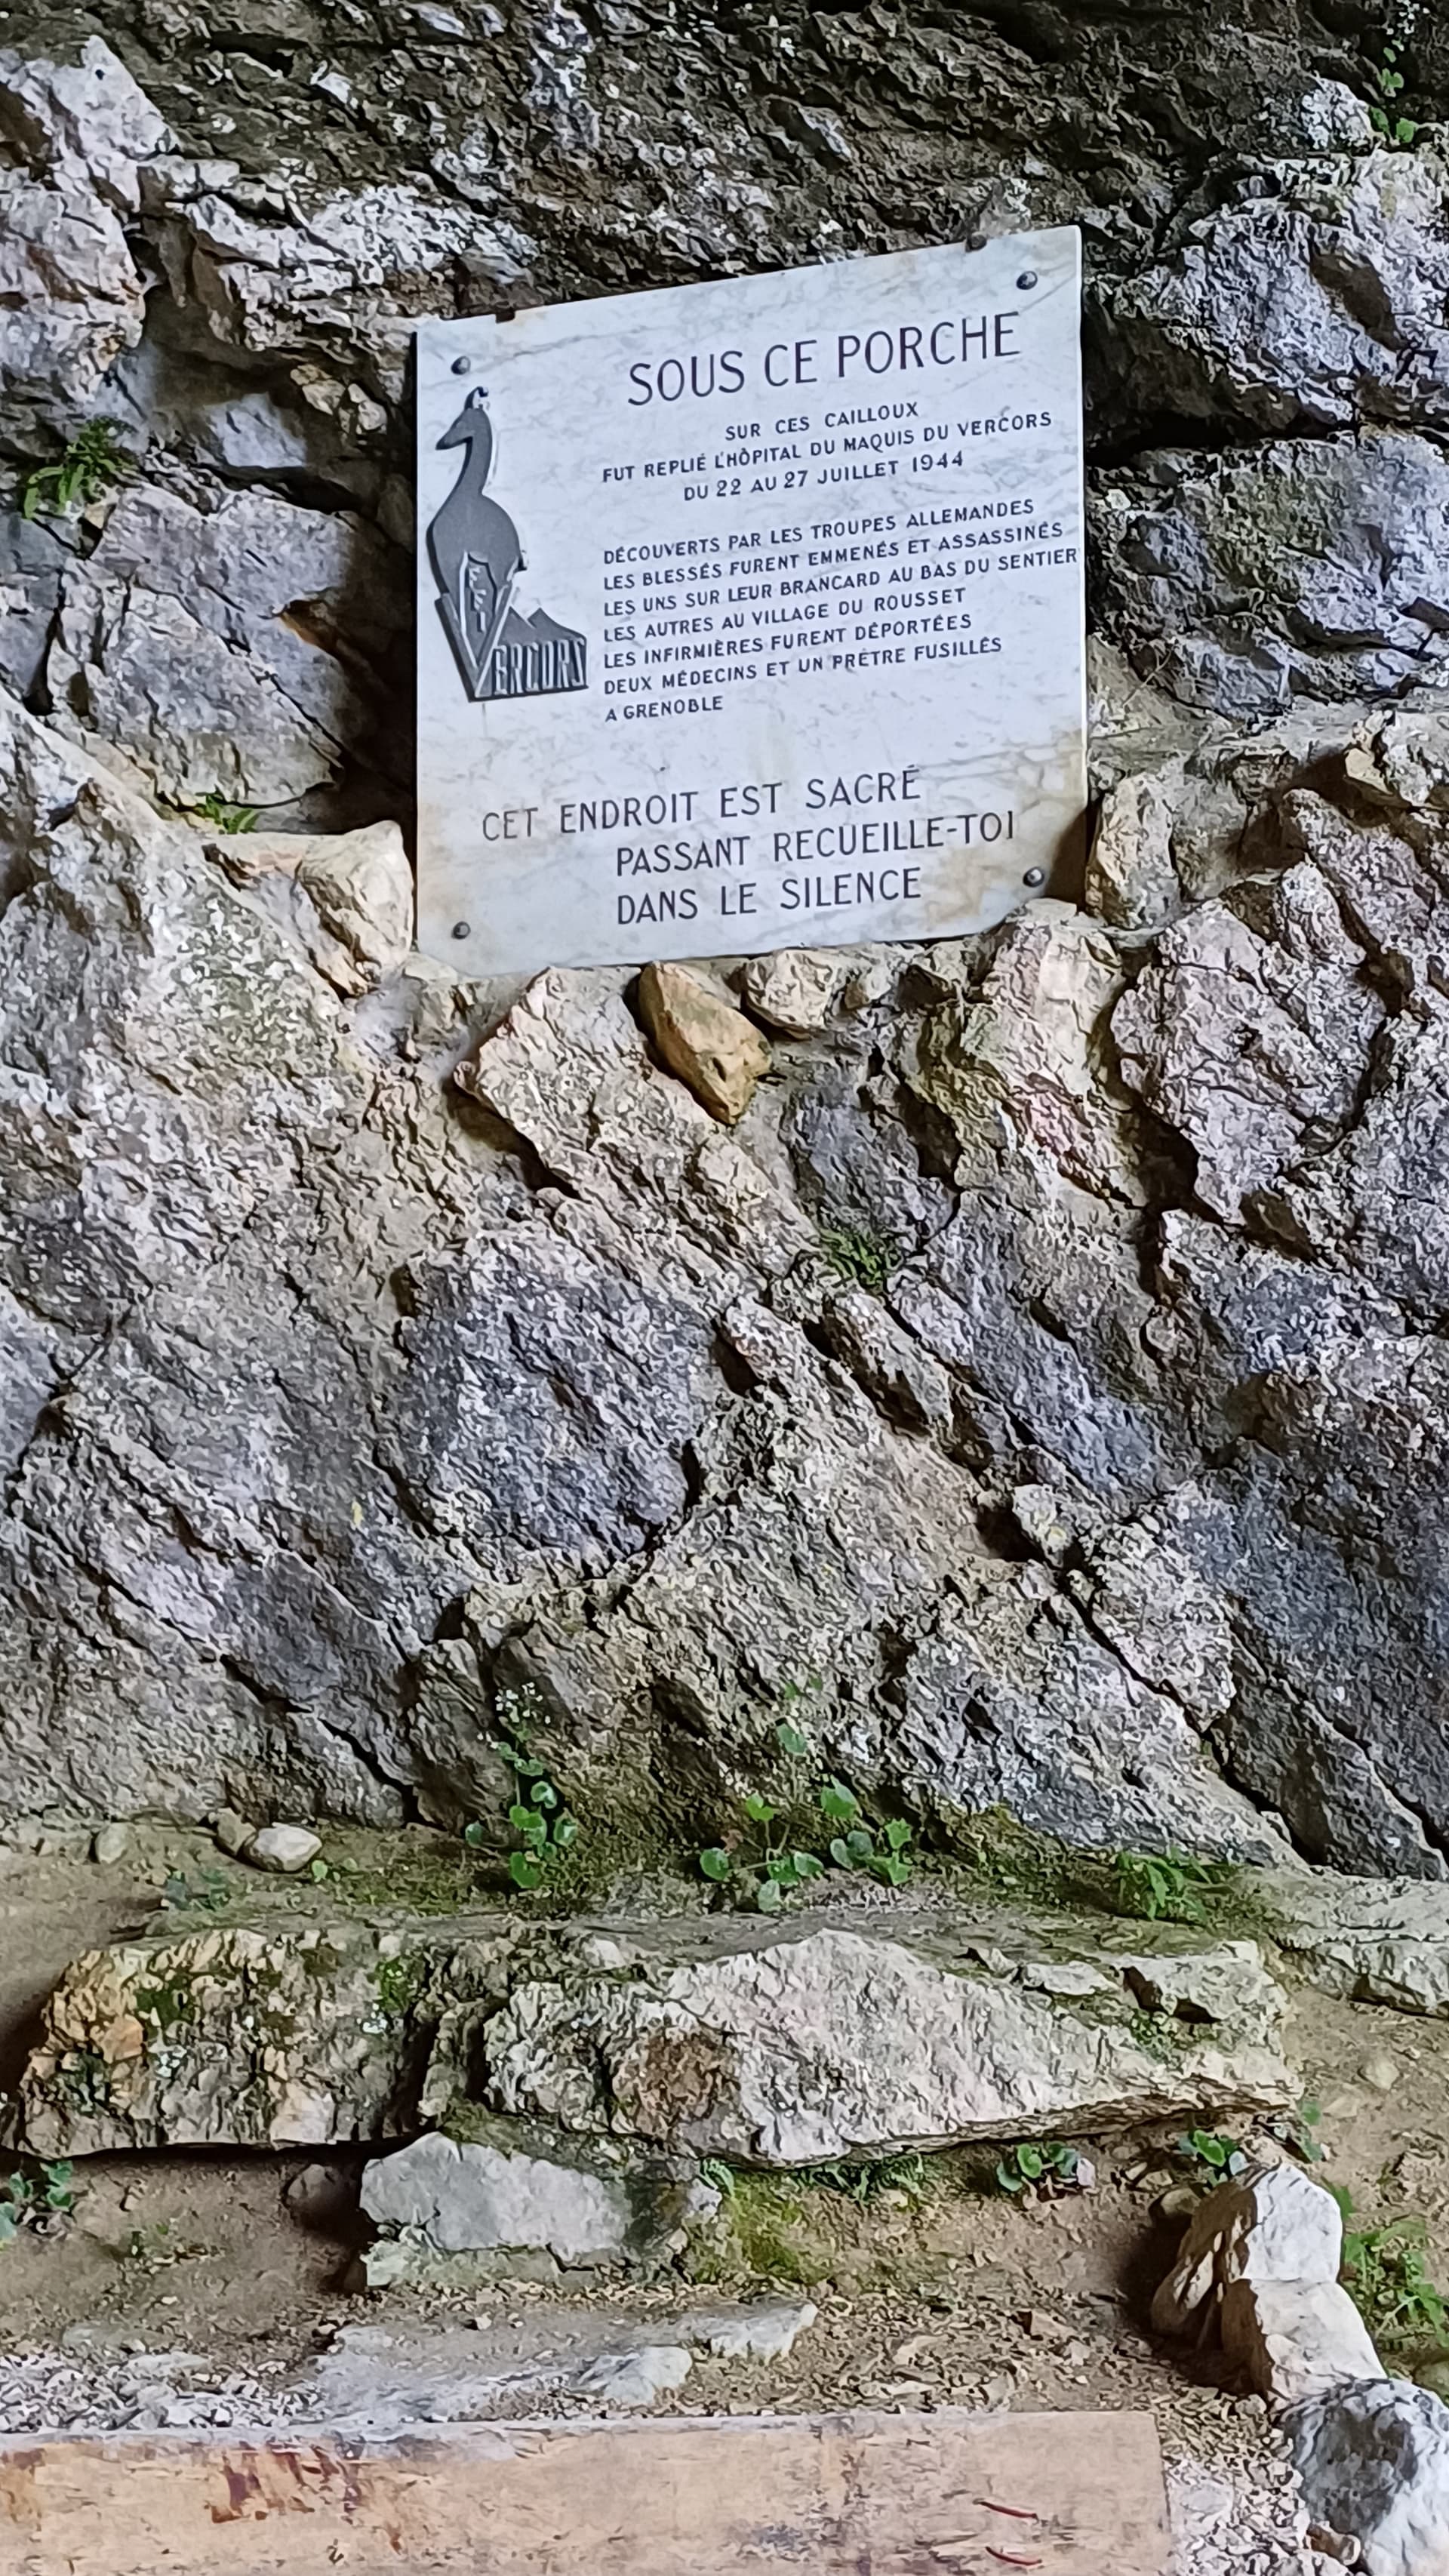 SOUS CE PORCHE
SUR CES CAILLOUX
FUT REPLIÉ L'HÔPITAL DU MAQUIS DU VERCORS
DU 22 AU 27 JUILLET 1944
DÉCOUVERTS PAR LES TROUPES ALLEMANDES
LES BLESSÉS FURENT EMMENÉS ET ASSASSINÉS
LES UNS SUR LEUR BRANCARD AU BAS DU SENTIER
LES AUTRES AU VILLAGE DU ROUSSET
LES INFIRMIÈRES FURENT DÉPORTÉES
DEUX MÉDECINS ET UN PRÊTRE FUSILLÉS
A GRENOBLE
VERCORS
CET ENDROIT EST SACRÉ
PASSANT RECUEILLE-TOI
DANS LE SILENCE